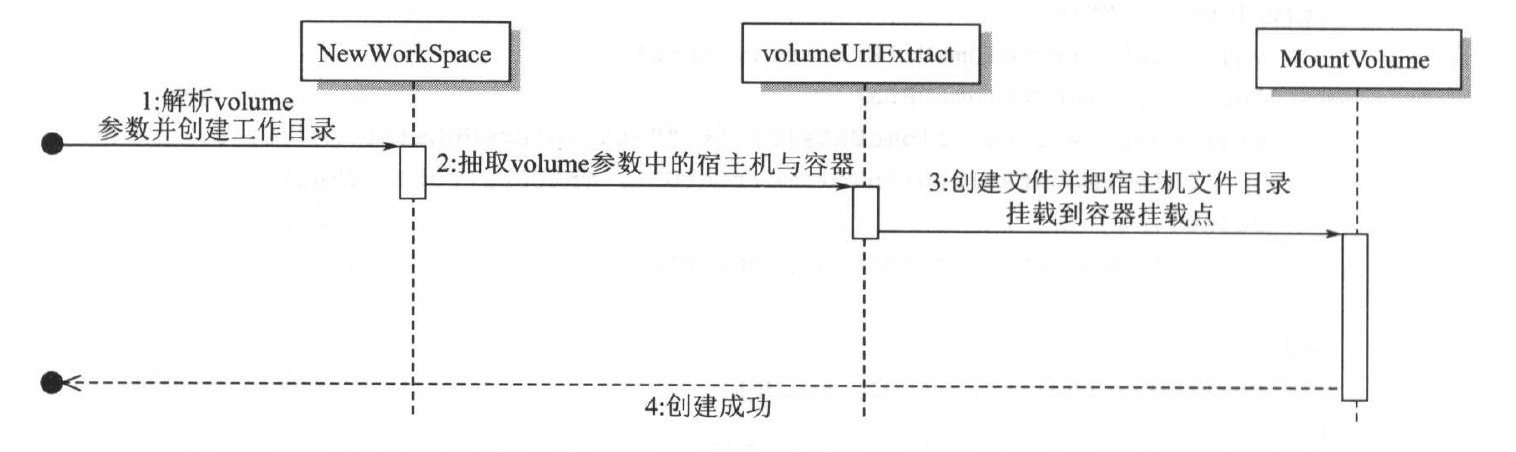 NewWorkSpace
volumeUrlExtract
MountVolume
1:解析volume
参数并创建工作目录
2:抽取volume参数中的宿主机与容器
3:创建文件并把宿主机文件目录
挂载到容器挂载点
4:创建成功